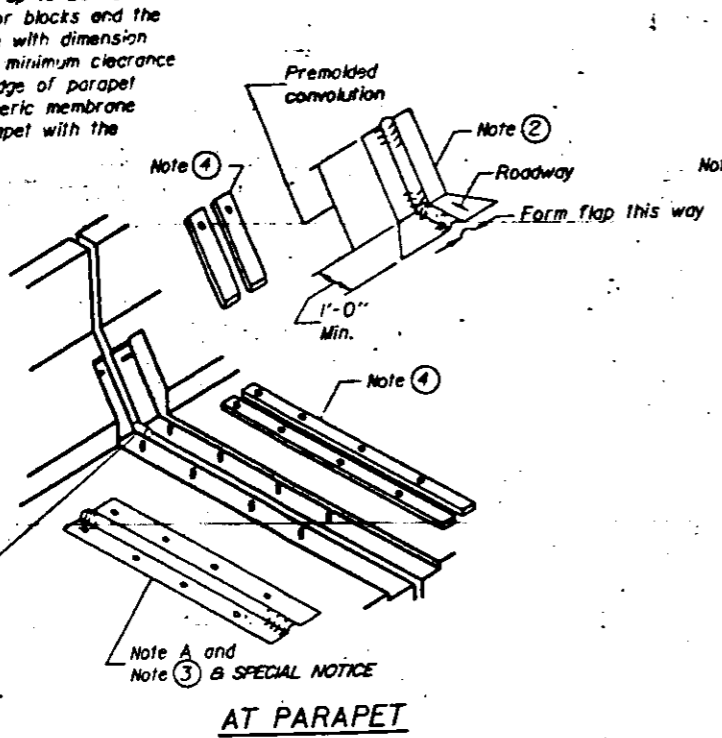 or blocks and the
with dimension
minimum clearance
dge of parapet
eric membrane
pet with the
Premolded
convolution
Note ②
Note ④
Roadway
Form flap this way
1'-0"
Min.
Note ④
Note A and
Note ③ & SPECIAL NOTICE
AT PARAPET